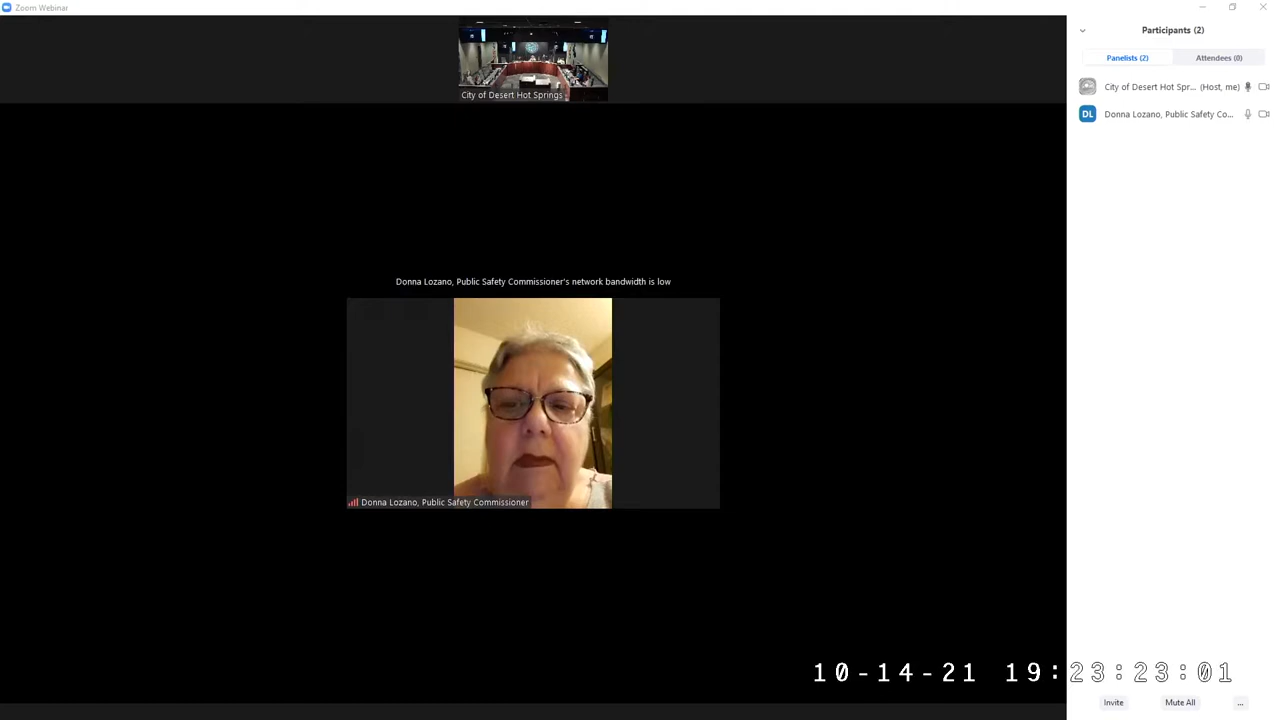 Zoom Webinar
Participants (2)
Panelists (2)
Attendees (0)
City of Desert Hot Springs
City of Desert Hot Spr... (Host, me)
DL
Donna Lozano, Public Safety Co...
Donna Lozano, Public Safety Commissioner's network bandwidth is low
Donna Lozano, Public Safety Commissioner
10-14-21 19:23:23:01
Invite
Mute All
...